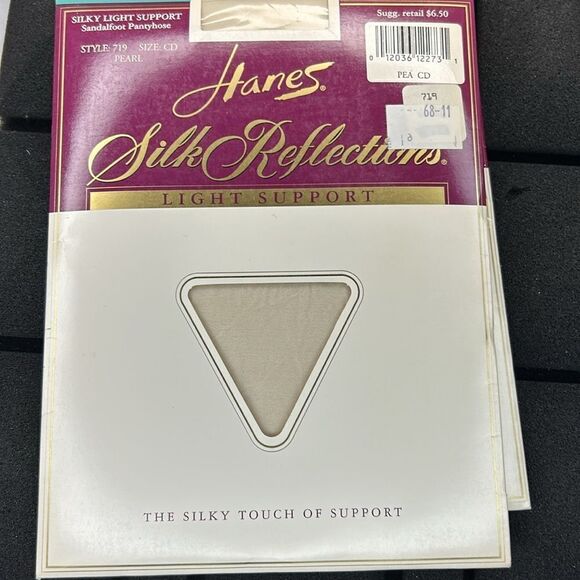 SILKY LIGHT SUPPORT
Sandalfoot Pantyhose
STYLE: 719 SIZE: CD
PEARL
Sugg. retail $6.50
0 12036 12273 1
PEA CD
719
68-11
Hanes®
Silk Reflections®
LIGHT SUPPORT
THE SILKY TOUCH OF SUPPORT